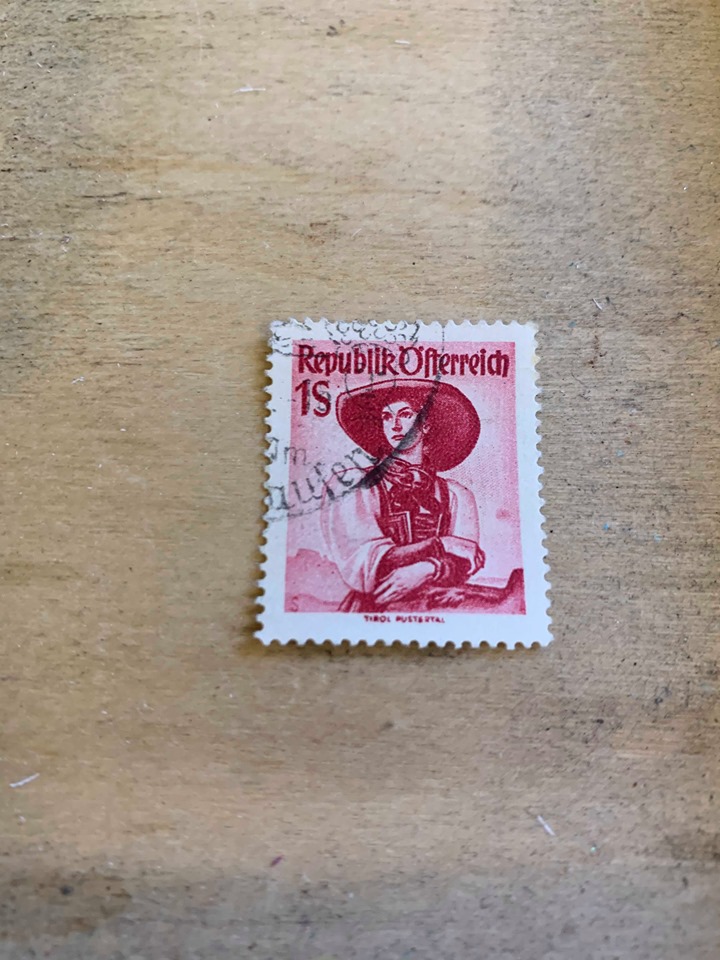 Republik Österreich
1S
TIROL PUSTERTAL